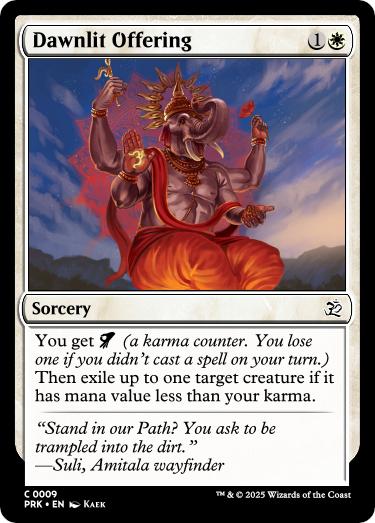 Dawnlit Offering 1
Sorcery
You get (a karma counter. You lose
one if you didn't cast a spell on your turn.)
Then exile up to one target creature if it
has mana value less than your karma.
“Stand in our Path? You ask to be
trampled into the dirt.”
—Suli, Amitala wayfinder
C 0009
PRK • EN KAEK
™ & © 2025 Wizards of the Coast